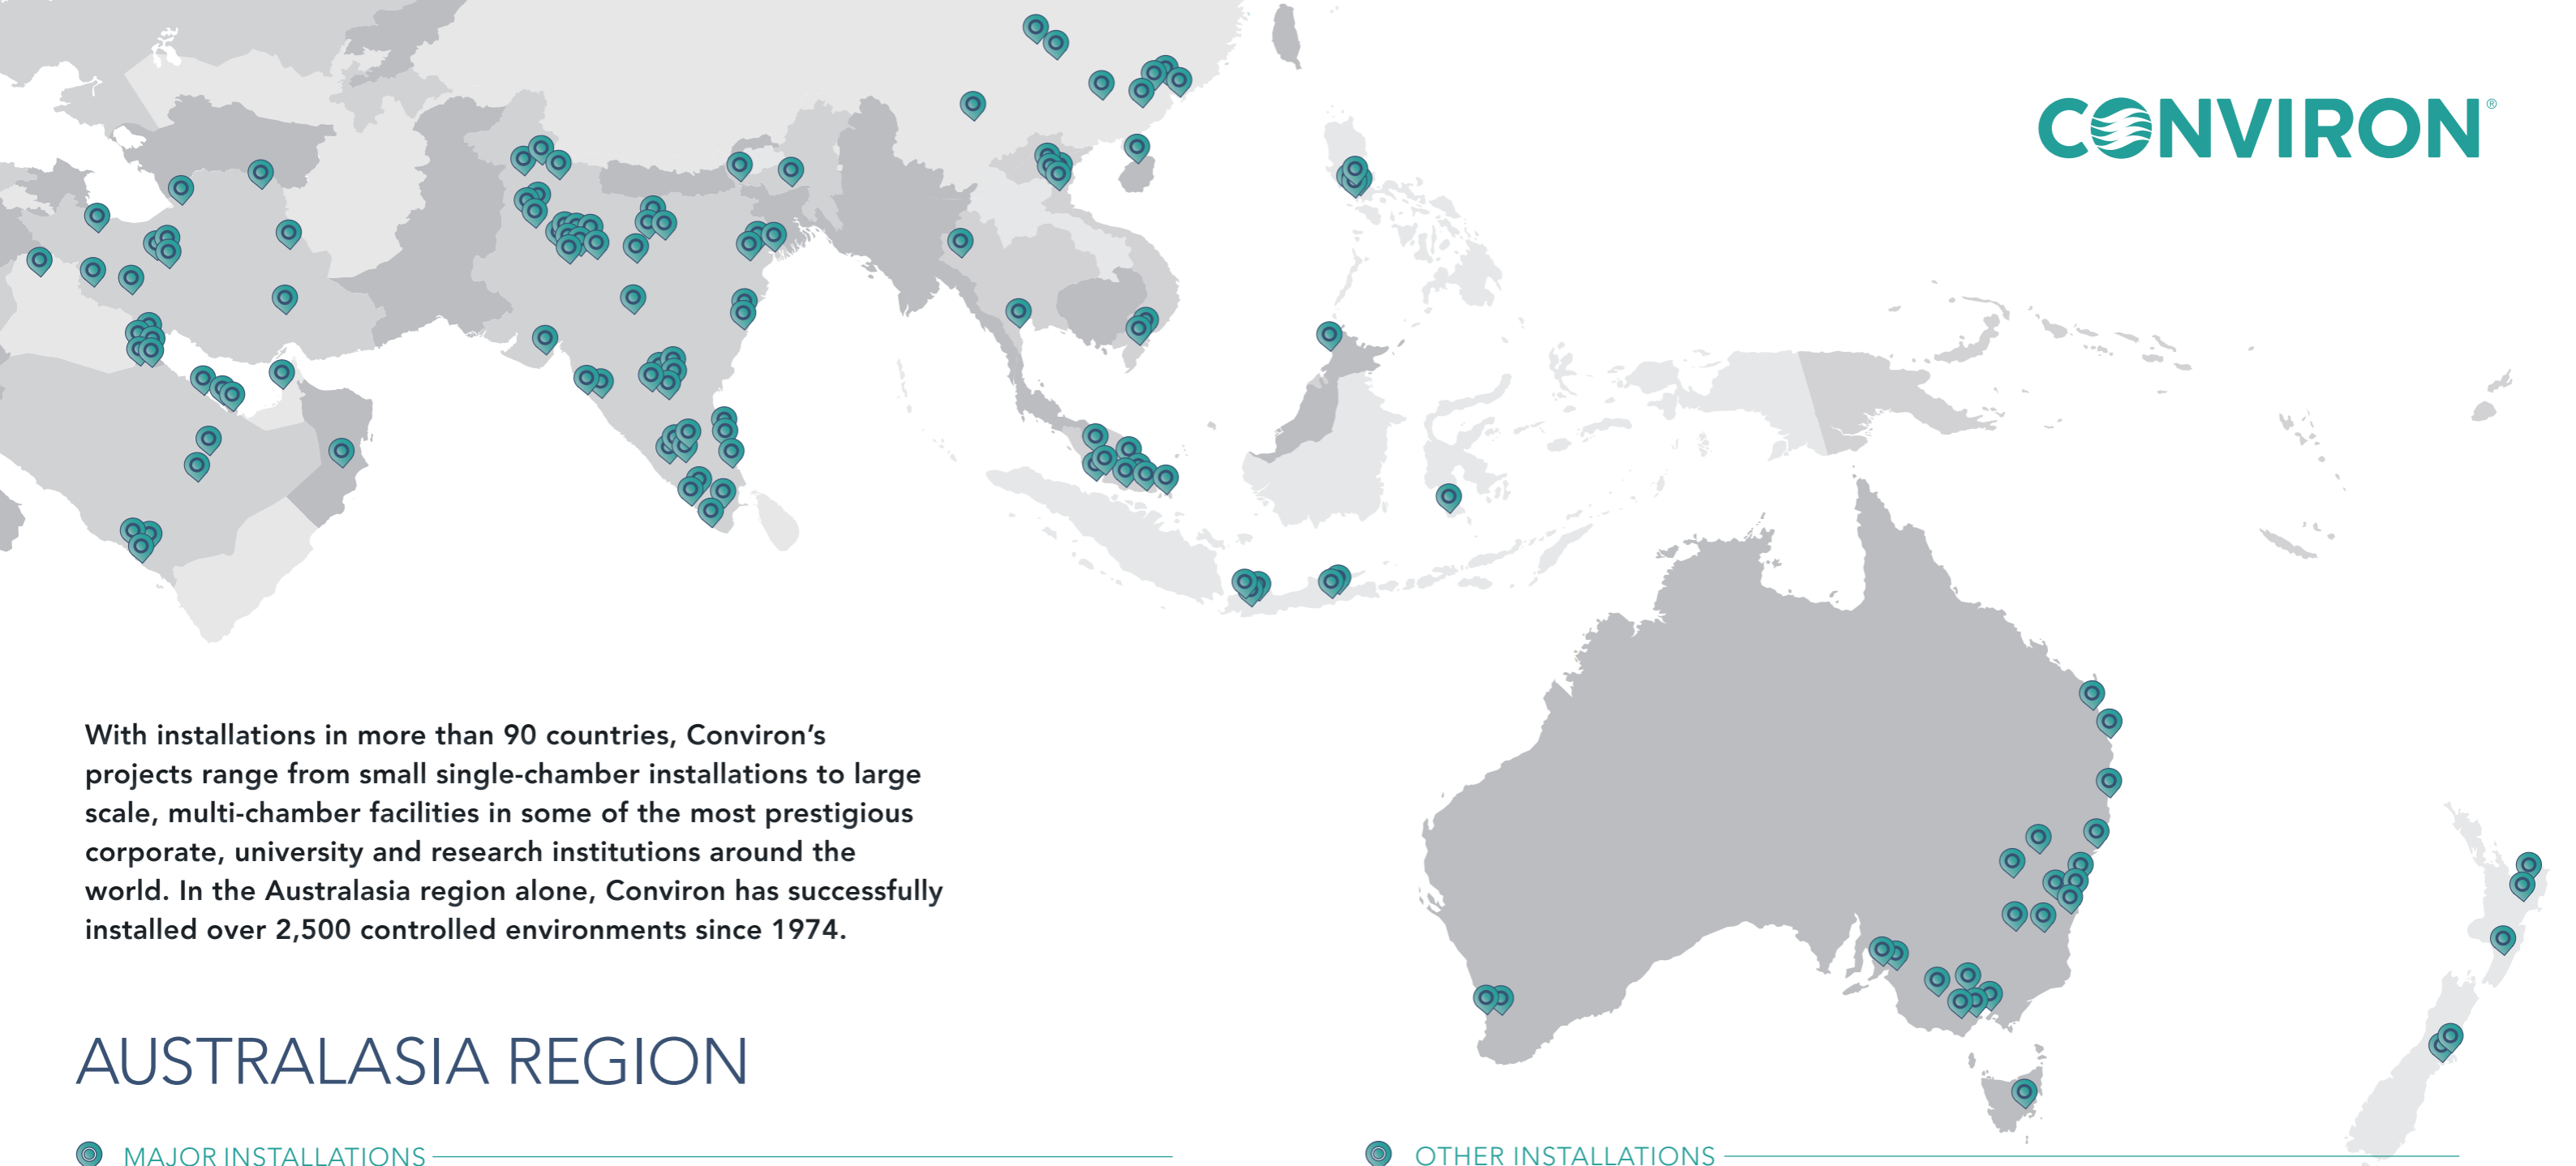 CONVIRON®
With installations in more than 90 countries, Conviron’s
projects range from small single-chamber installations to large
scale, multi-chamber facilities in some of the most prestigious
corporate, university and research institutions around the
world. In the Australasia region alone, Conviron has successfully
installed over 2,500 controlled environments since 1974.
AUSTRALASIA REGION
MAJOR INSTALLATIONS
OTHER INSTALLATIONS